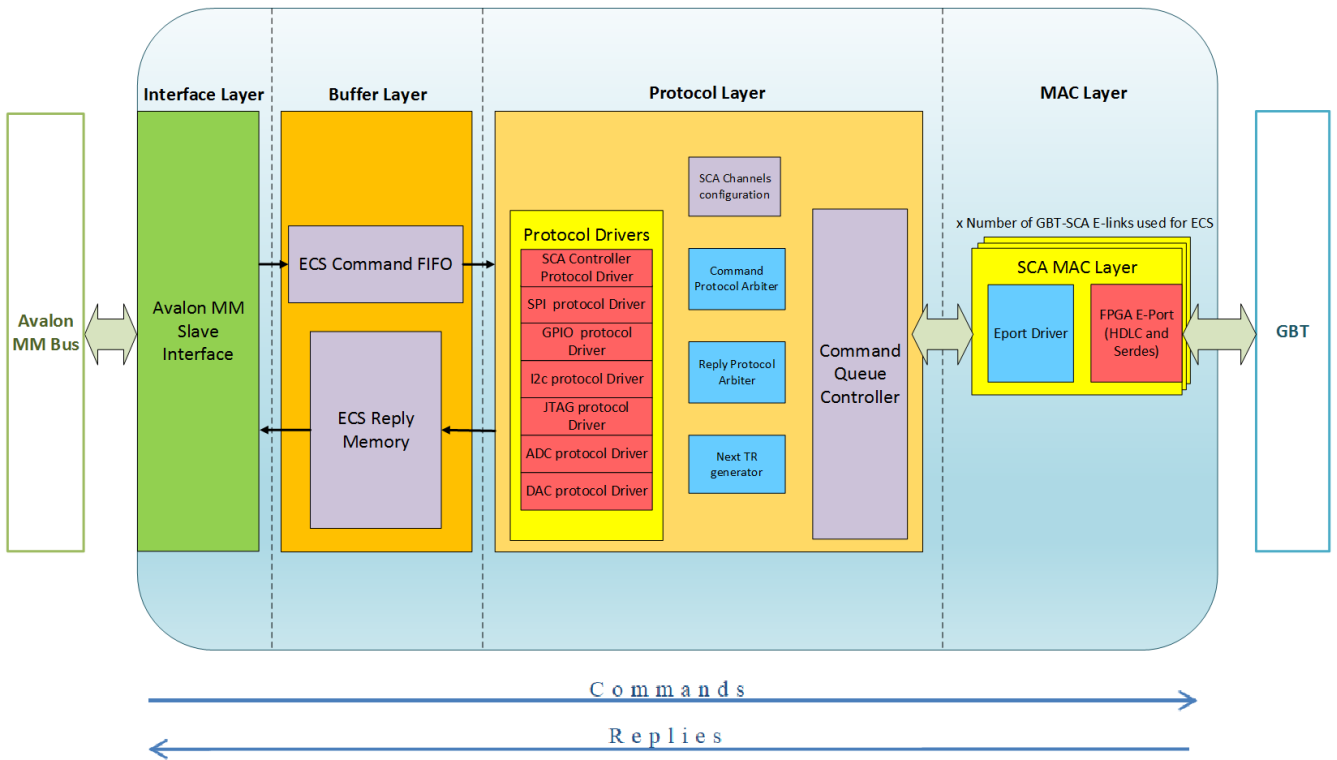 Interface Layer
Buffer Layer
Protocol Layer
MAC Layer
Avalon
MM Bus
Avalon MM
Slave
Interface
ECS Command FIFO
ECS Reply
Memory
Protocol Drivers
SCA Controller
Protocol Driver
SPI protocol Driver
GPIO protocol
Driver
I2c protocol Driver
JTAG protocol
Driver
ADC protocol Driver
DAC protocol Driver
SCA Channels
configuration
Command
Protocol Arbiter
Reply Protocol
Arbiter
Next TR
generator
Command
Queue
Controller
x Number of GBT-SCA E-links used for ECS
SCA MAC Layer
Eport Driver
FPGA E-Port
(HDLC and
Serdes)
GBT
Commands
Replies